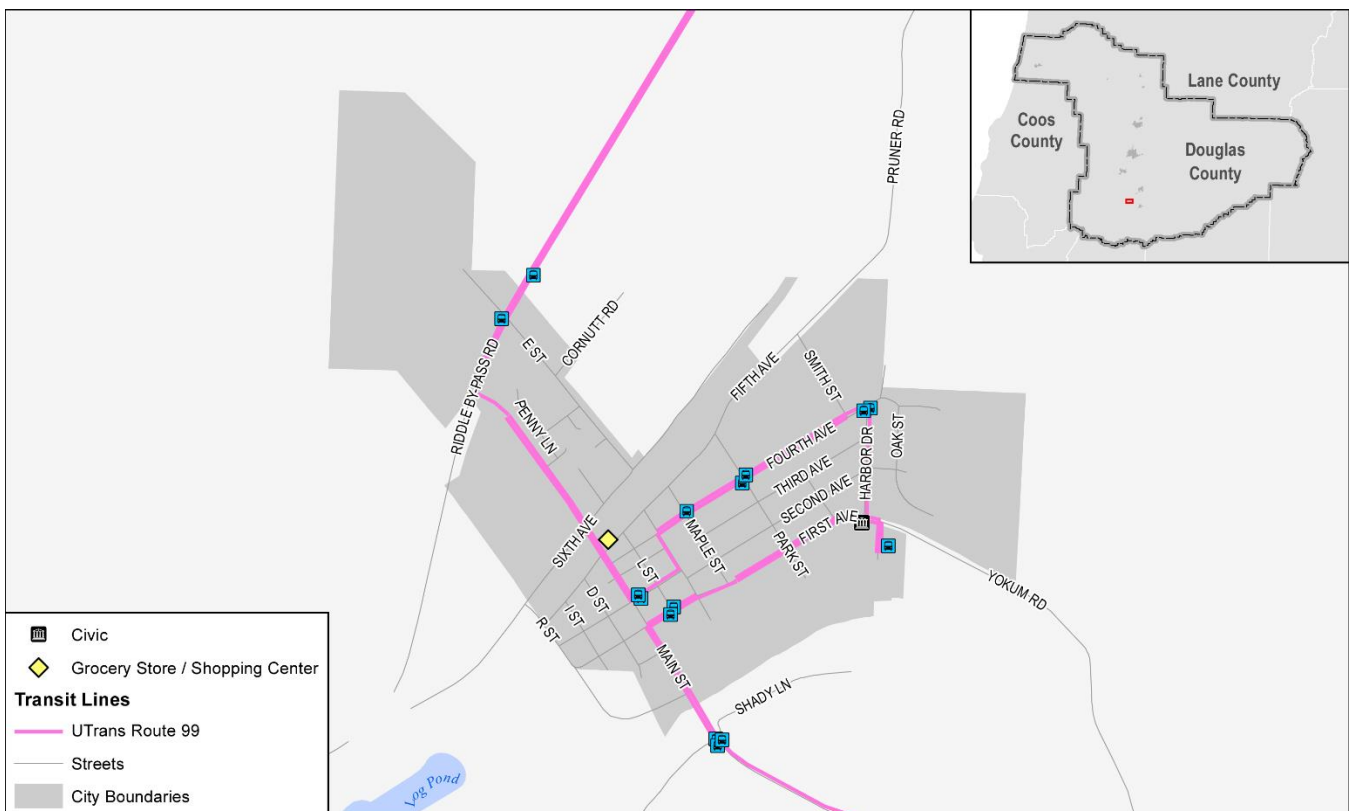 Lane County
Coos
County
Douglas
County
PRUNER RD
CORNUTT RD
E ST
RIDDLE BY-PASS RD
PENNY LN
FIFTH AVE
SMITH ST
FOURTH AVE
HARBOR DR
OAK ST
THIRD AVE
SECOND AVE
FIRST AVE
SIXTH AVE
MAPLE ST
PARK ST
L ST
D ST
I ST
R ST
YOKUM RD
MAIN ST
SHADY LN
Log Pond
Civic
Grocery Store / Shopping Center
Transit Lines
UTrans Route 99
Streets
City Boundaries